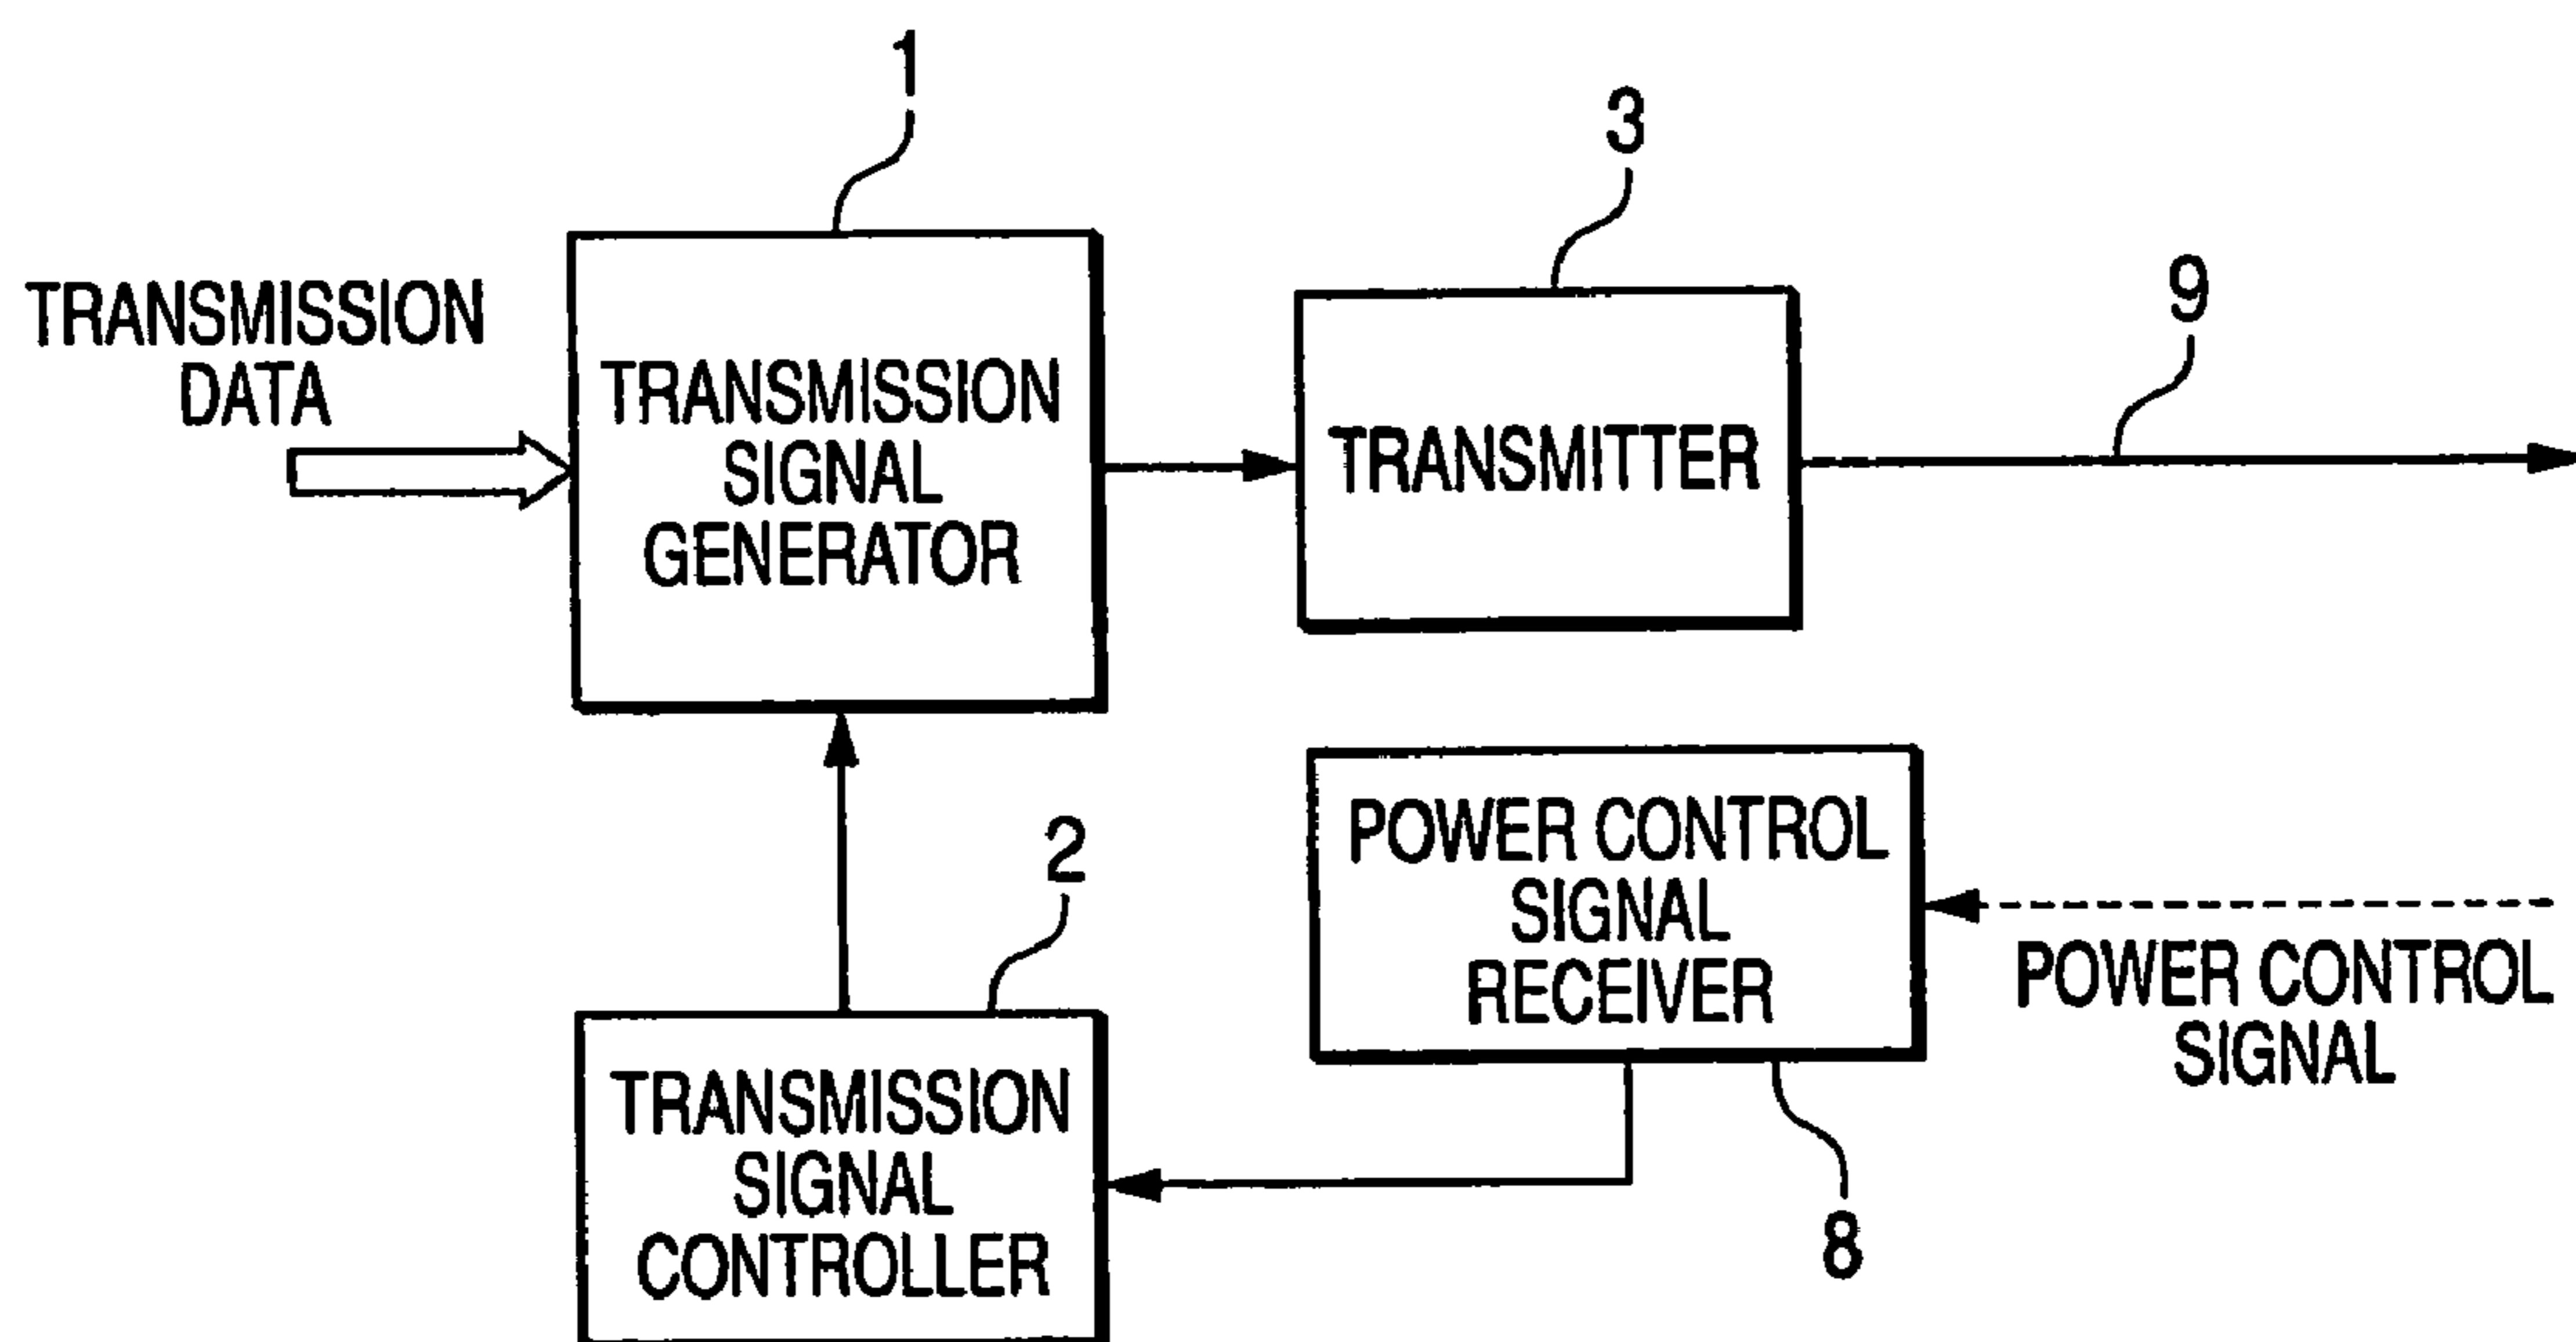 1
3
9
TRANSMISSION
DATA
TRANSMISSION
SIGNAL
GENERATOR
TRANSMITTER
2
POWER CONTROL
SIGNAL
RECEIVER
POWER CONTROL
SIGNAL
TRANSMISSION
SIGNAL
CONTROLLER
8